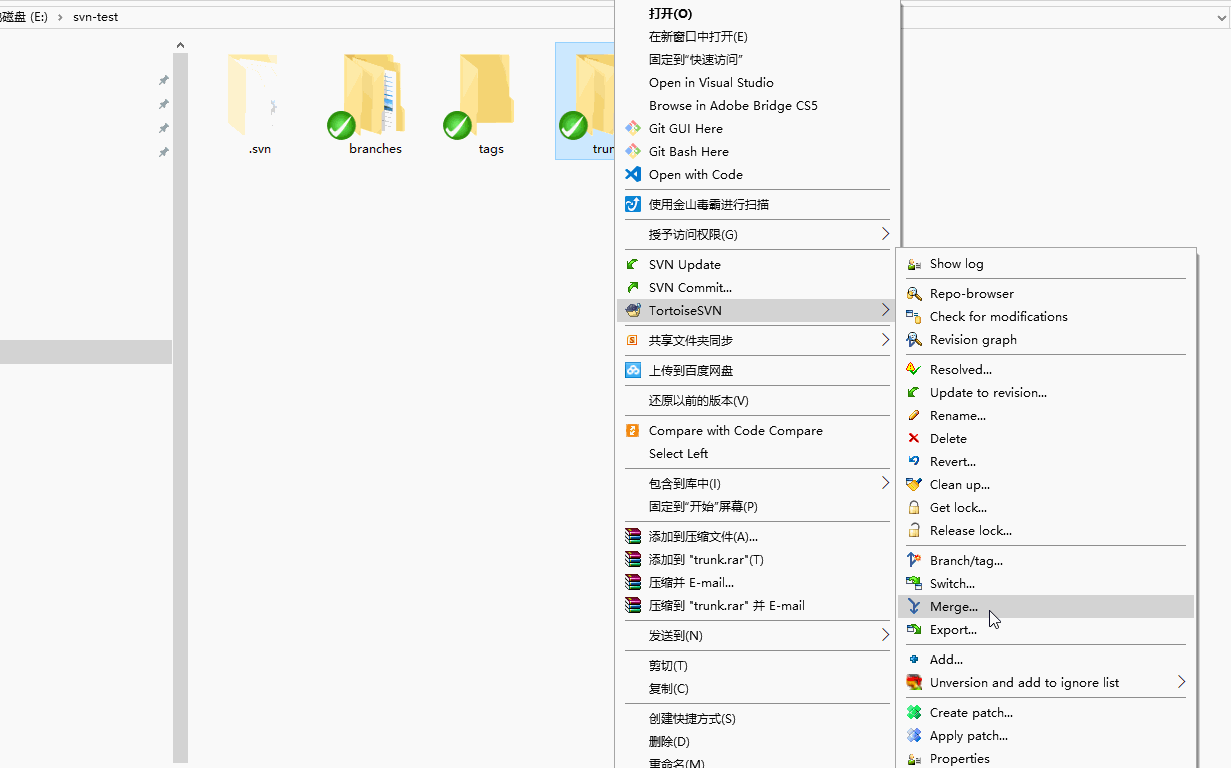 磁盘 (E:) › svn-test
.svn
branches
tags
trun
打开(O)
在新窗口中打开(E)
固定到"快速访问"
Open in Visual Studio
Browse in Adobe Bridge CS5
Git GUI Here
Git Bash Here
Open with Code
使用金山毒霸进行扫描
授予访问权限(G)
SVN Update
SVN Commit...
TortoiseSVN
共享文件夹同步
上传到百度网盘
还原以前的版本(V)
Compare with Code Compare
Select Left
包含到库中(I)
固定到"开始"屏幕(P)
添加到压缩文件(A)...
添加到 "trunk.rar"(T)
压缩并 E-mail...
压缩到 "trunk.rar" 并 E-mail
发送到(N)
剪切(T)
复制(C)
创建快捷方式(S)
删除(D)
重命名(M)
Show log
Repo-browser
Check for modifications
Revision graph
Resolved...
Update to revision...
Rename...
Delete
Revert...
Clean up...
Get lock...
Release lock...
Branch/tag...
Switch...
Merge...
Export...
Add...
Unversion and add to ignore list
Create patch...
Apply patch...
Properties